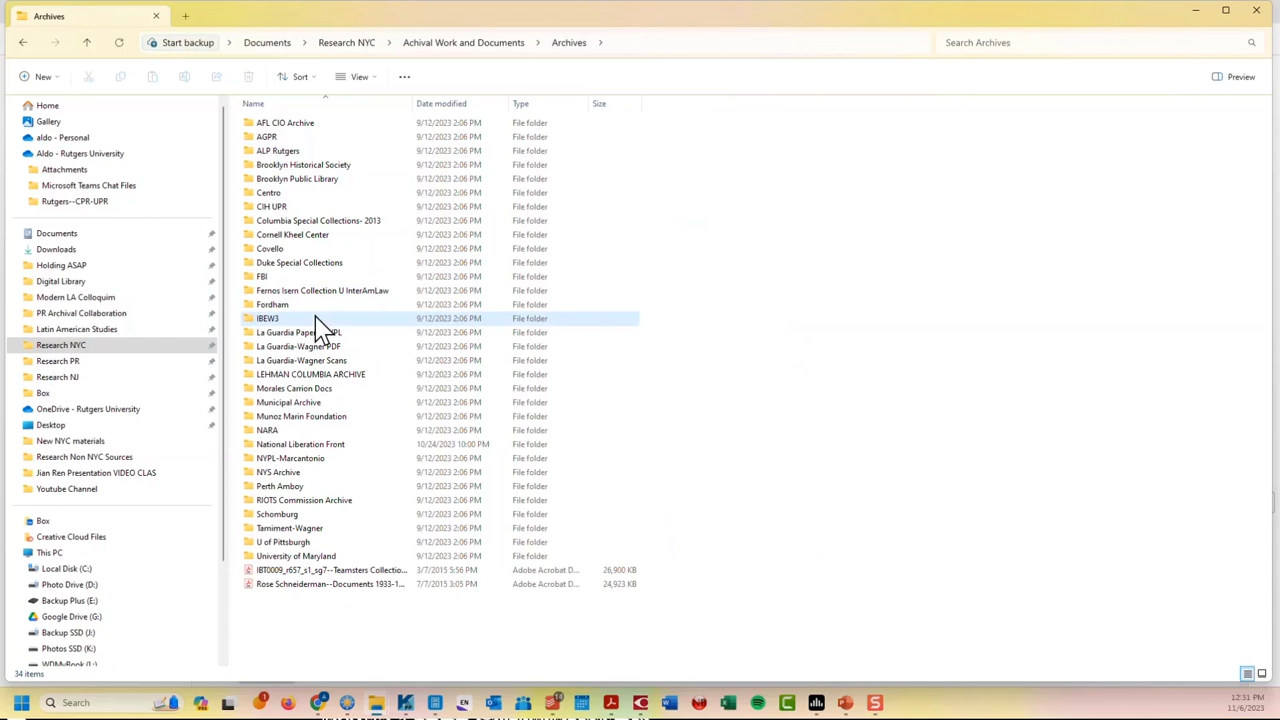 Archives
Start backup > Documents > Research NYC > Achival Work and Documents > Archives >
Search Archives
New
Sort
View
Preview
Name Date modified Type Size
Home
Gallery
aldo - Personal
Aldo - Rutgers University
Attachments
Microsoft Teams Chat Files
Rutgers--CPR-UPR
Documents
Downloads
Holding ASAP
Digital Library
Modern LA Colloquim
PR Archival Collaboration
Latin American Studies
Research NYC
Research PR
Research NJ
Box
OneDrive - Rutgers University
Desktop
New NYC materials
Research Non NYC Sources
Jian Ren Presentation VIDEO CLAS
Youtube Channel
Box
Creative Cloud Files
This PC
Local Disk (C:)
Photo Drive (D:)
Backup Plus (E:)
Google Drive (G:)
Backup SSD (J:)
Photos SSD (K:)
WDMyBook (L:)
AFL CIO Archive 9/12/2023 2:06 PM File folder
AGPR 9/12/2023 2:06 PM File folder
ALP Rutgers 9/12/2023 2:06 PM File folder
Brooklyn Historical Society 9/12/2023 2:06 PM File folder
Brooklyn Public Library 9/12/2023 2:06 PM File folder
Centro 9/12/2023 2:06 PM File folder
CIH UPR 9/12/2023 2:06 PM File folder
Columbia Special Collections- 2013 9/12/2023 2:06 PM File folder
Cornell Kheel Center 9/12/2023 2:06 PM File folder
Covello 9/12/2023 2:06 PM File folder
Duke Special Collections 9/12/2023 2:06 PM File folder
FBI 9/12/2023 2:06 PM File folder
Fernos Isern Collection U InterAmLaw 9/12/2023 2:06 PM File folder
Fordham 9/12/2023 2:06 PM File folder
IBEW3 9/12/2023 2:06 PM File folder
La Guardia 9/12/2023 2:06 PM File folder
La Guardia-Wagner PDF 9/12/2023 2:06 PM File folder
La Guardia-Wagner Scans 9/12/2023 2:06 PM File folder
LEHMAN COLUMBIA ARCHIVE 9/12/2023 2:06 PM File folder
Morales Carrion Docs 9/12/2023 2:06 PM File folder
Municipal Archive 9/12/2023 2:06 PM File folder
Munoz Marin Foundation 9/12/2023 2:06 PM File folder
NARA 9/12/2023 2:06 PM File folder
National Liberation Front 10/24/2023 10:00 PM File folder
NYPL-Marcantonio 9/12/2023 2:06 PM File folder
NYS Archive 9/12/2023 2:06 PM File folder
Perth Amboy 9/12/2023 2:06 PM File folder
RIOTS Commission Archive 9/12/2023 2:06 PM File folder
Schomburg 9/12/2023 2:06 PM File folder
Tamiment-Wagner 9/12/2023 2:06 PM File folder
U of Pittsburgh 9/12/2023 2:06 PM File folder
University of Maryland 9/12/2023 2:06 PM File folder
IBT0009_r657_s1_sg7--Teamsters Collectio... 3/7/2015 5:56 PM Adobe Acrobat D... 26,900 KB
Rose Schneiderman--Documents 1933-1... 7/7/2015 3:05 PM Adobe Acrobat D... 24,923 KB
34 items
Search
EN
12:31 PM
11/6/2023